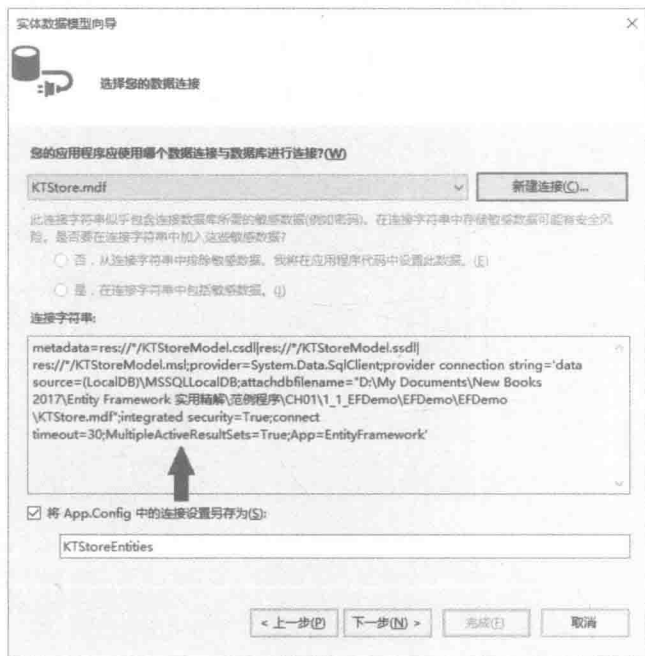 实体数据模型向导
选择您的数据连接
您的应用程序应使用哪个数据连接与数据库进行连接?(W)
KTStore.mdf
新建连接(C)...
此连接字符串似乎包含连接数据库所需的敏感数据(例如密码)。在连接字符串中存储敏感数据可能有安全风
险。是否要在连接字符串中加入这些敏感数据?
否，从连接字符串中排除敏感数据。我将在应用程序代码中设置此数据。(E)
是，在连接字符串中包括敏感数据。(I)
连接字符串:
metadata=res://*/KTStoreModel.csdl|res://*/KTStoreModel.ssdl|
res://*/KTStoreModel.msl;provider=System.Data.SqlClient;provider connection string='data
source=(LocalDB)\MSSQLLocalDB;attachdbfilename="D:\My Documents\New Books
2017\Entity Framework 实用精解\范例程序\CH01\1_1_EFDemo\EFDemo\EFDemo
\KTStore.mdf";integrated security=True;connect
timeout=30;MultipleActiveResultSets=True;App=EntityFramework'
将 App.Config 中的连接设置另存为(S):
KTStoreEntities
< 上一步(P)
下一步(N) >
完成(F)
取消